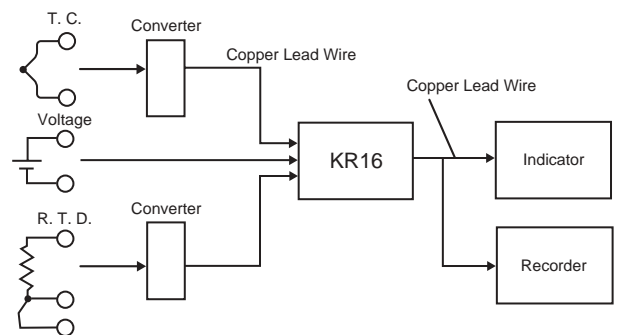 T. C.
Converter
Copper Lead Wire
Copper Lead Wire
Voltage
KR16
Indicator
R. T. D.
Converter
Recorder